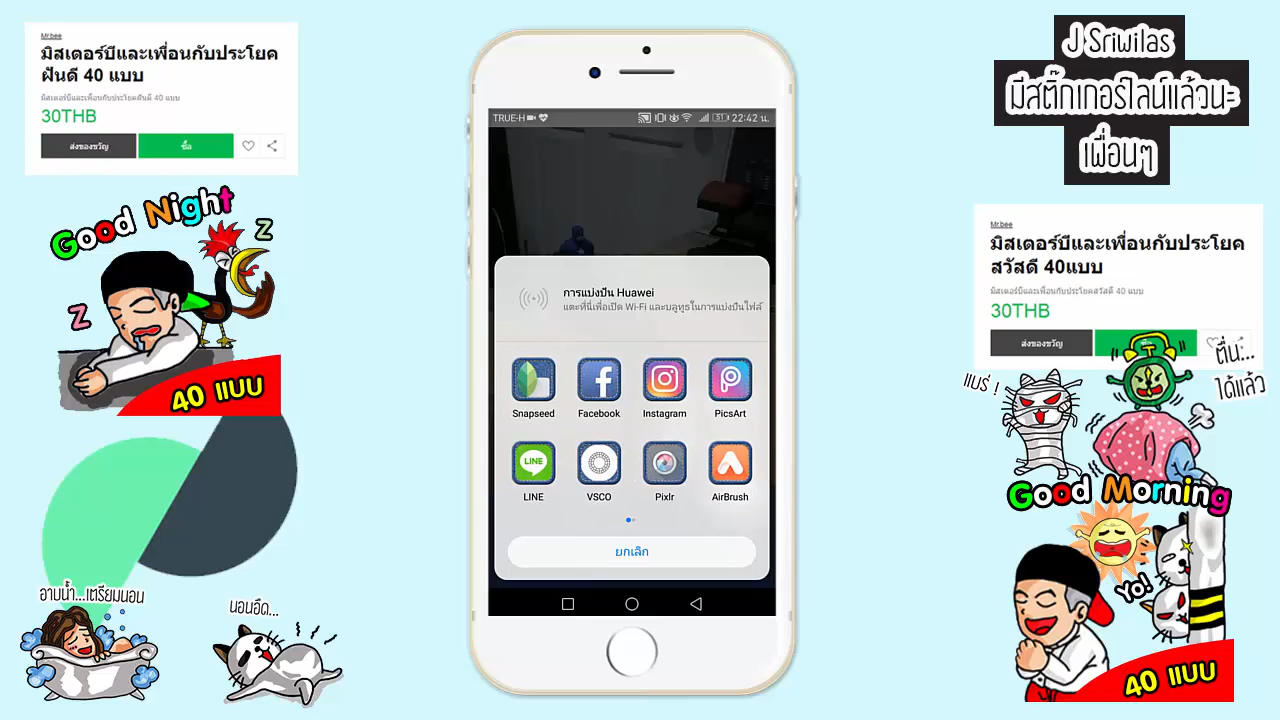 Mr.bee
มิสเตอร์บีและเพื่อนกับประโยค
ฝันดี 40 แบบ
มิสเตอร์บีและเพื่อนกับประโยคฝันดี 40 แบบ
30THB
ส่งของขวัญ
ซื้อ
Good Night
Z
Z
40 แบบ
อาบน้ำ...เตรียมนอน
นอนอืด...
TRUE-H
51
22:42 น.
การแบ่งปัน Huawei
แตะที่นี่เพื่อเปิด Wi-Fi และบลูทูธในการแบ่งปันไฟล์
Snapseed
Facebook
Instagram
PicsArt
LINE
LINE
VSCO
Pixlr
AirBrush
ยกเลิก
J Sriwilas
มีสติ๊กเกอร์ไลน์แล้วนะ
เพื่อนๆ
Mr.bee
มิสเตอร์บีและเพื่อนกับประโยค
สวัสดี 40แบบ
มิสเตอร์บีและเพื่อนกับประโยคสวัสดี 40 แบบ
30THB
ส่งของขวัญ
แบร่ !
ตื่น...
ได้แล้ว
Good Morning
Yo!
40 แบบ